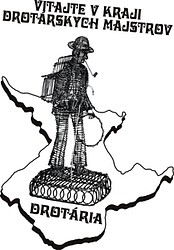 VITAJTE V KRAJI
DROTÁRSKYCH MAJSTROV
DROTÁRIA